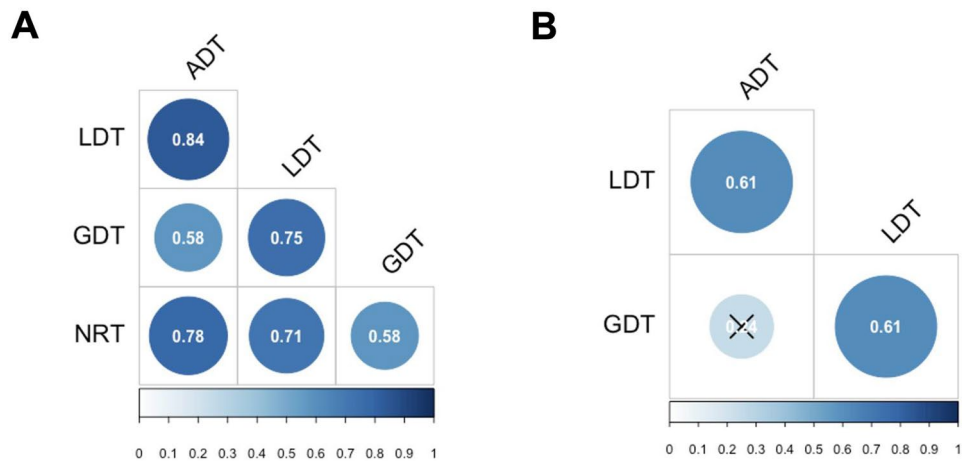 A
ADT
LDT 0.84 LDT
GDT 0.58 0.75 GDT
NRT 0.78 0.71 0.58
0 0.1 0.2 0.3 0.4 0.5 0.6 0.7 0.8 0.9 1
B
ADT
LDT 0.61 LDT
GDT 0.61
0 0.1 0.2 0.3 0.4 0.5 0.6 0.7 0.8 0.9 1